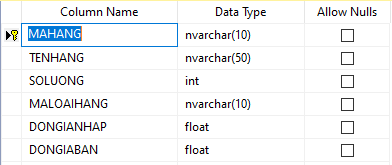 Column Name Data Type Allow Nulls
MAHANG nvarchar(10)
TENHANG nvarchar(50)
SOLUONG int
MALOAIHANG nvarchar(10)
DONGIANHAP float
DONGIABAN float